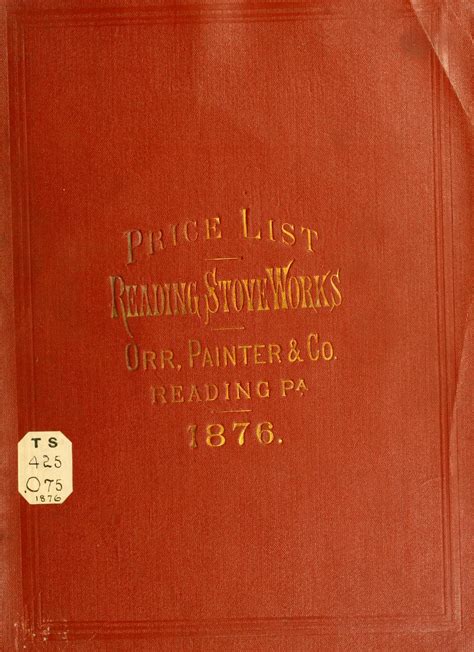 PRICE LIST
READING STOVE WORKS
ORR, PAINTER & CO.
READING PA
1876.
TS
425
.O75
1876